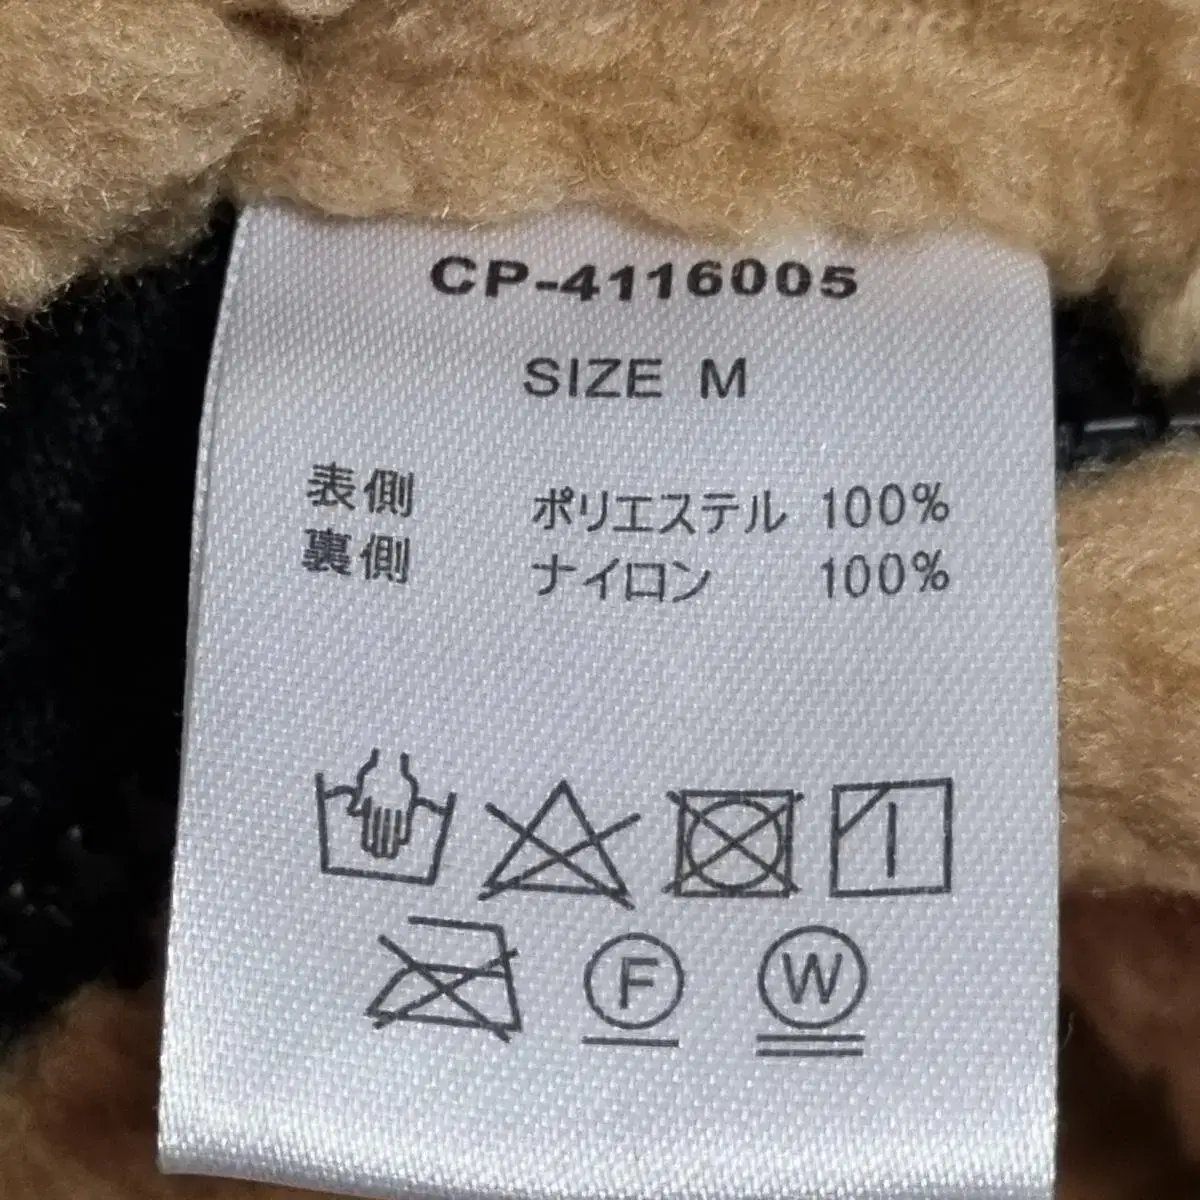 CP-4116005
SIZE M
表側 ポリエステル 100%
裏側 ナイロン 100%
F W